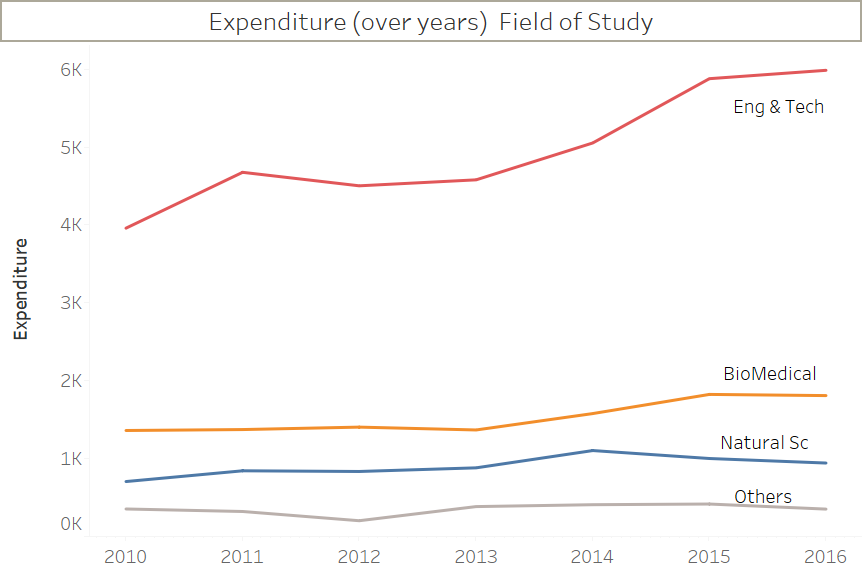 Expenditure (over years)  Field of Study
6K
Eng & Tech
5K
4K
3K
Expenditure
2K
BioMedical
1K
Natural Sc
Others
0K
2010 2011 2012 2013 2014 2015 2016